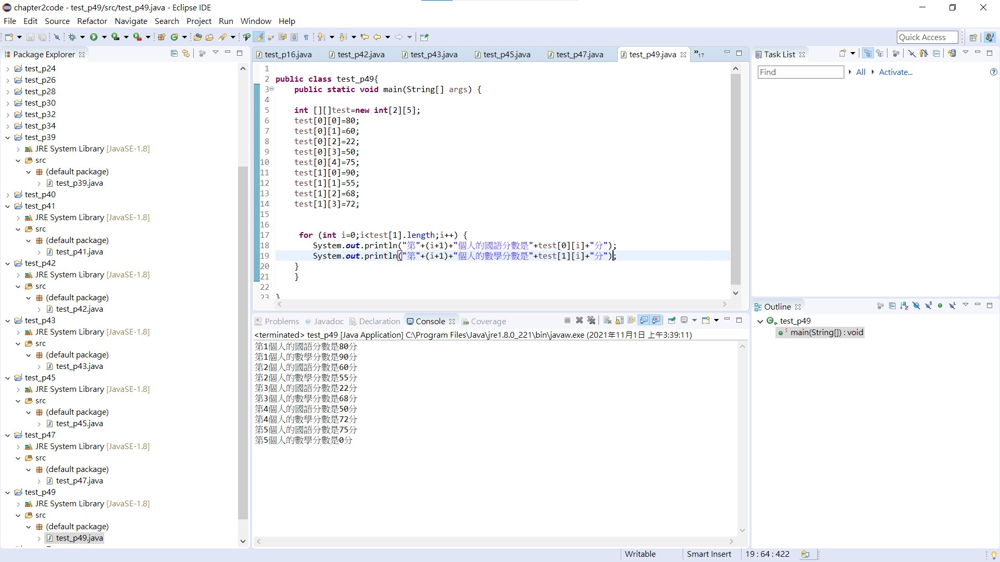 chapter2code - test_p49/src/test_p49.java - Eclipse IDE
File Edit Source Refactor Navigate Search Project Run Window Help
Quick Access
Package Explorer
test_p24
test_p26
test_p28
test_p30
test_p32
test_p34
test_p39
JRE System Library [JavaSE-1.8]
src
(default package)
test_p39.java
test_p40
test_p41
JRE System Library [JavaSE-1.8]
src
(default package)
test_p41.java
test_p42
JRE System Library [JavaSE-1.8]
src
(default package)
test_p42.java
test_p43
JRE System Library [JavaSE-1.8]
src
(default package)
test_p43.java
test_p45
JRE System Library [JavaSE-1.8]
src
(default package)
test_p45.java
test_p47
JRE System Library [JavaSE-1.8]
src
(default package)
test_p47.java
test_p49
JRE System Library [JavaSE-1.8]
src
(default package)
test_p49.java
test_p16.java test_p42.java test_p43.java test_p45.java test_p47.java test_p49.java »17
1
2 public class test_p49{
3 public static void main(String[] args) {
4
5 int [][]test=new int[2][5];
6 test[0][0]=80;
7 test[0][1]=60;
8 test[0][2]=22;
9 test[0][3]=50;
10 test[0][4]=75;
11 test[1][0]=90;
12 test[1][1]=55;
13 test[1][2]=68;
14 test[1][3]=72;
15
16
17 for (int i=0;i<test[1].length;i++) {
18 System.out.println("第"+(i+1)+"個人的國語分數是"+test[0][i]+"分");
19 System.out.println("第"+(i+1)+"個人的數學分數是"+test[1][i]+"分");
20 }
21 }
22
23 }
Problems Javadoc Declaration Console Coverage
<terminated> test_p49 [Java Application] C:\Program Files\Java\jre1.8.0_221\bin\javaw.exe (2021年11月1日 上午3:39:11)
第1個人的國語分數是80分
第1個人的數學分數是90分
第2個人的國語分數是60分
第2個人的數學分數是55分
第3個人的國語分數是22分
第3個人的數學分數是68分
第4個人的國語分數是50分
第4個人的數學分數是72分
第5個人的國語分數是75分
第5個人的數學分數是0分
Task List
Find All Activate...
Outline
test_p49
main(String[]) : void
Writable Smart Insert 19 : 64 : 422